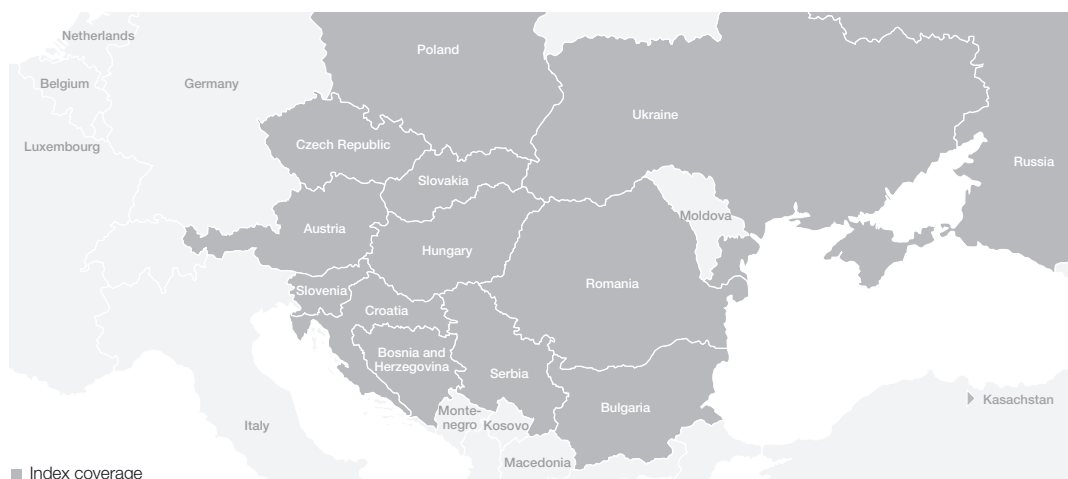 Netherlands
Poland
Belgium
Germany
Ukraine
Luxembourg
Czech Republic
Russia
Slovakia
Moldova
Austria
Hungary
Romania
Slovenia
Croatia
Bosnia and
Herzegovina
Serbia
Kasachstan
Bulgaria
Monte-
negro
Kosovo
Italy
Macedonia
Index coverage